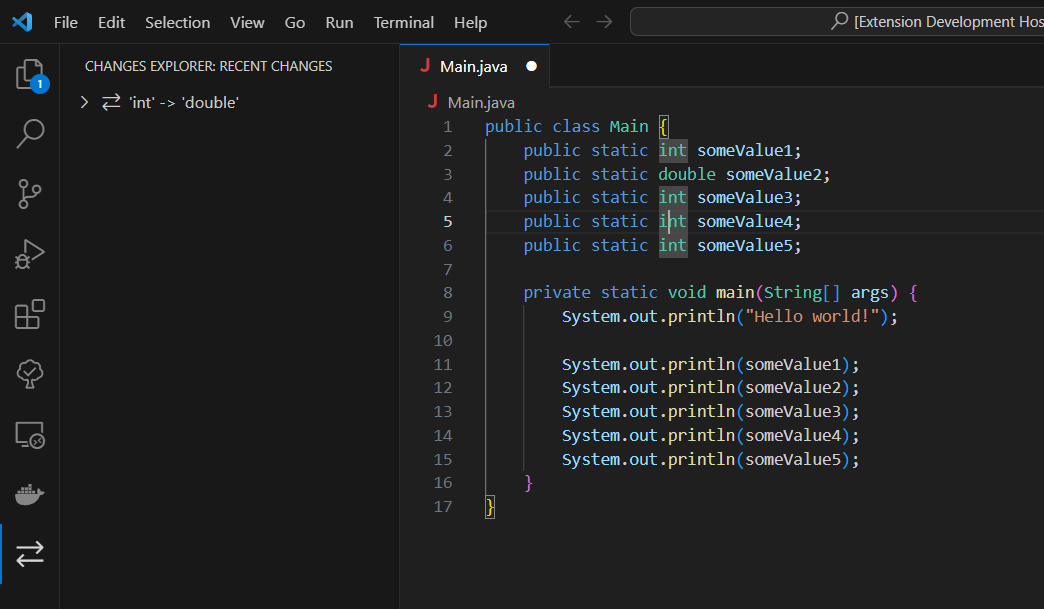 File Edit Selection View Go Run Terminal Help [Extension Development Hos
CHANGES EXPLORER: RECENT CHANGES
1
'int' -> 'double'
J Main.java
J Main.java
1 public class Main {
2     public static int someValue1;
3     public static double someValue2;
4     public static int someValue3;
5     public static int someValue4;
6     public static int someValue5;
7
8     private static void main(String[] args) {
9         System.out.println("Hello world!");
10
11         System.out.println(someValue1);
12         System.out.println(someValue2);
13         System.out.println(someValue3);
14         System.out.println(someValue4);
15         System.out.println(someValue5);
16     }
17 }